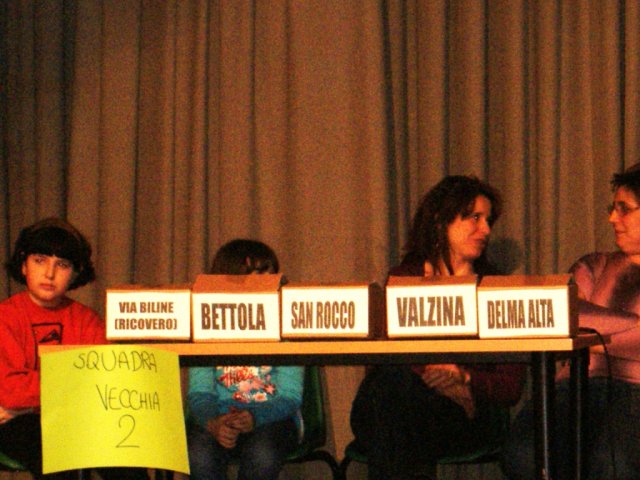 VIA BILINE
(RICOVERO)
BETTOLA
SAN ROCCO
VALZINA
DELMA ALTA
SQUADRA
VECCHIA
2